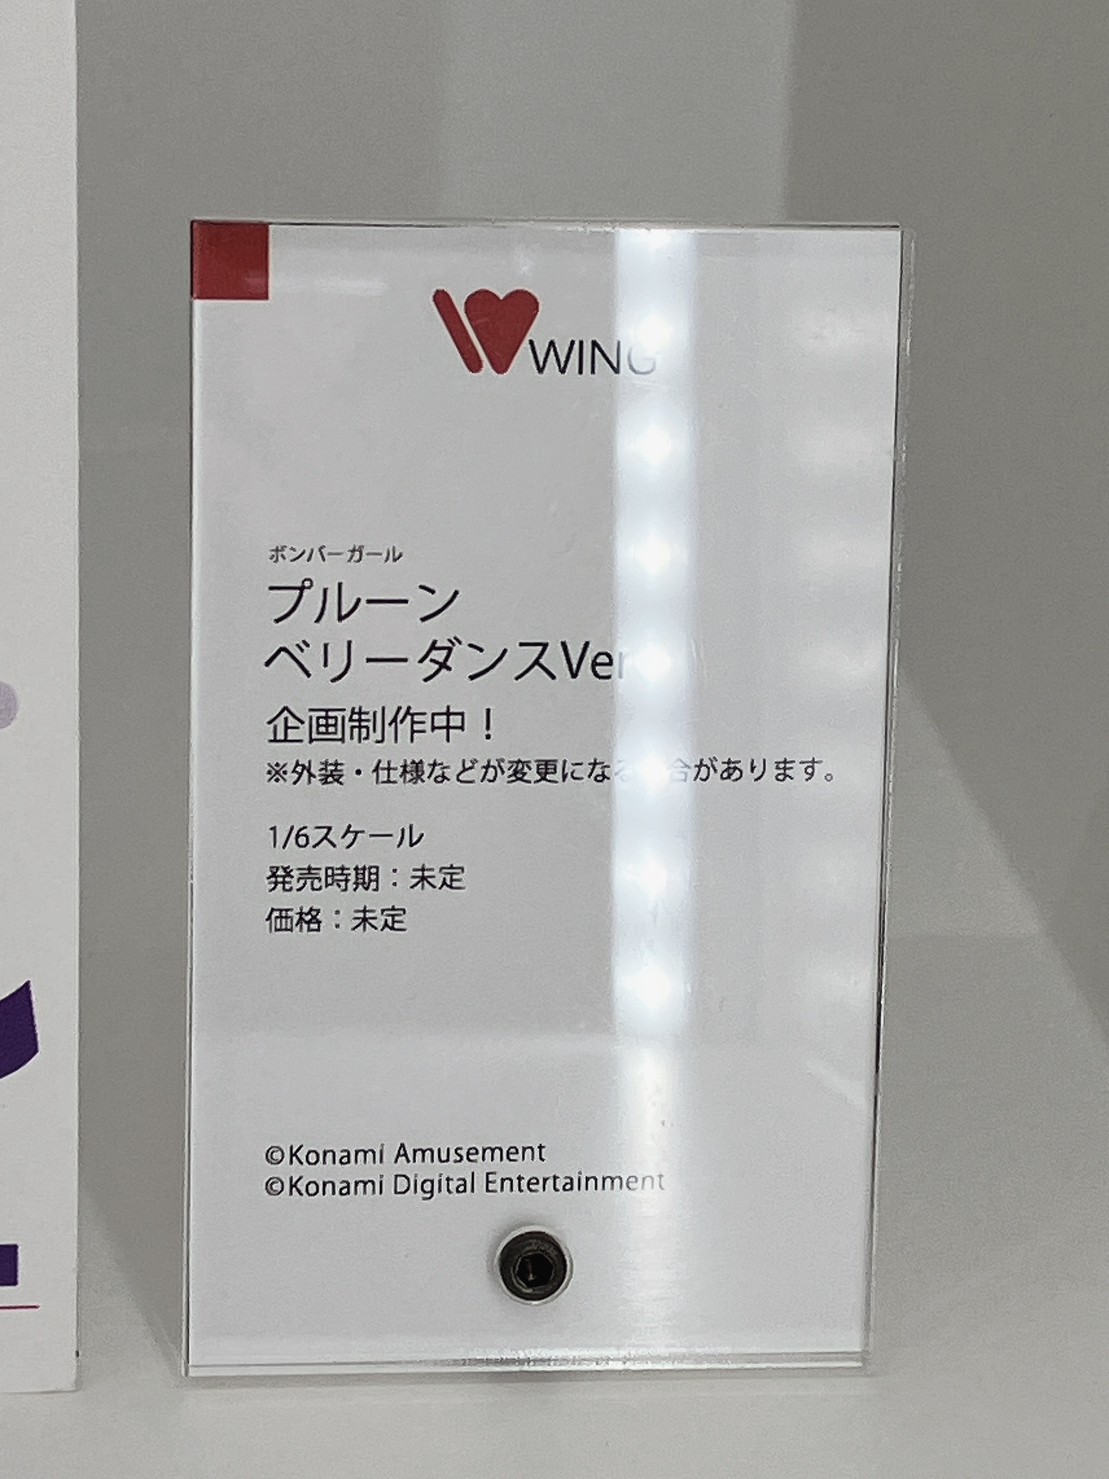 WING
ボンバーガール
プルーン
ベリーダンスVer
企画制作中！
※外装・仕様などが変更になる 合があります。
1/6スケール
発売時期：未定
価格：未定
©Konami Amusement
©Konami Digital Entertainment